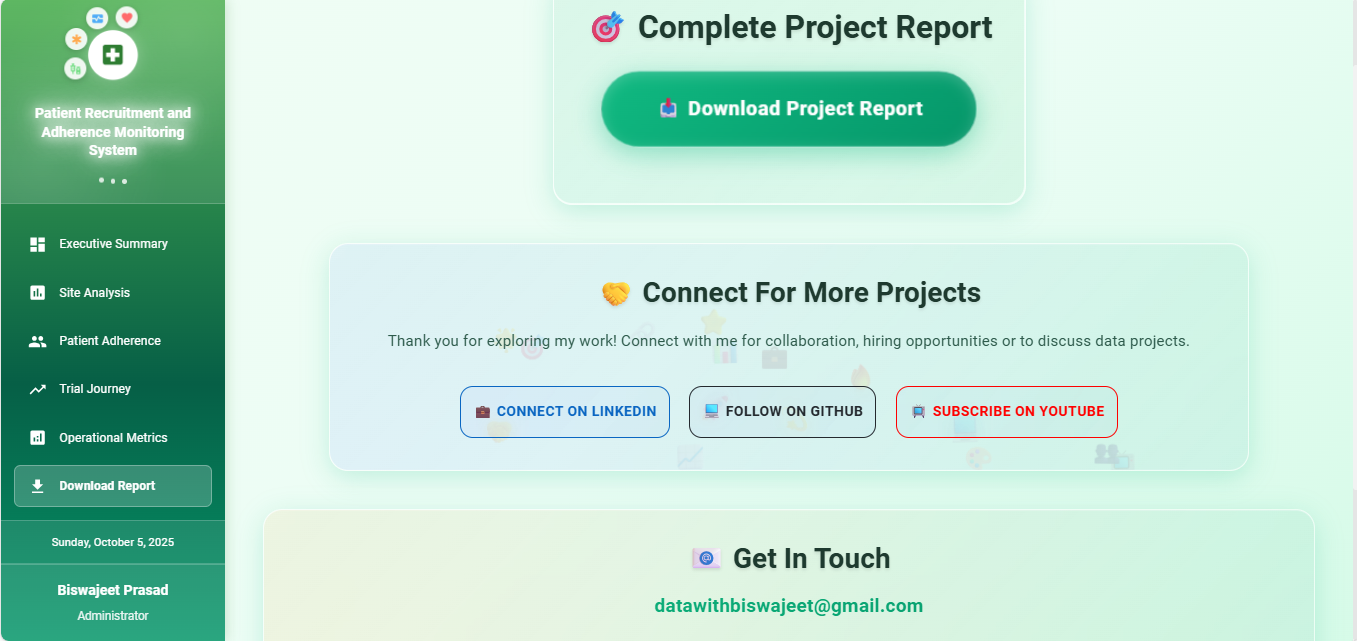 Patient Recruitment and
Adherence Monitoring
System
Executive Summary
Site Analysis
Patient Adherence
Trial Journey
Operational Metrics
Download Report
Sunday, October 5, 2025
Biswajeet Prasad
Administrator
Complete Project Report
Download Project Report
Connect For More Projects
Thank you for exploring my work! Connect with me for collaboration, hiring opportunities or to discuss data projects.
CONNECT ON LINKEDIN
FOLLOW ON GITHUB
SUBSCRIBE ON YOUTUBE
Get In Touch
datawithbiswajeet@gmail.com